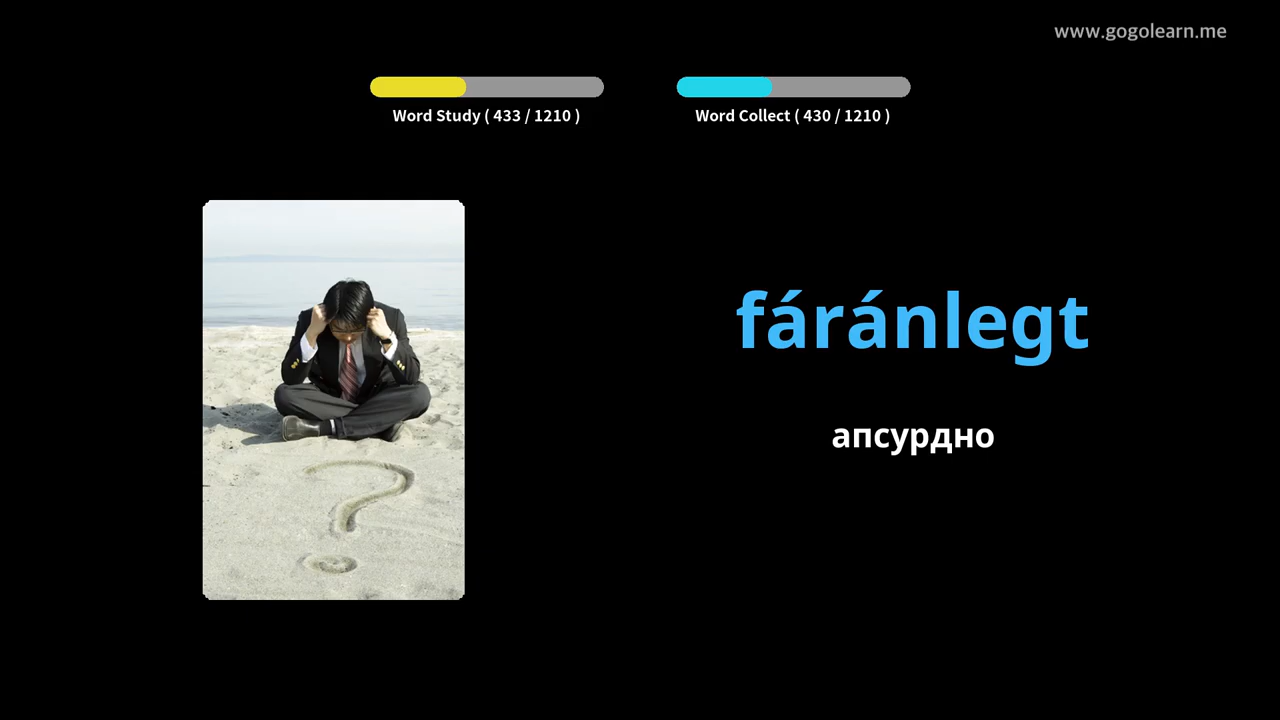 www.gogolearn.me
Word Study ( 433 / 1210 )
Word Collect ( 430 / 1210 )
fáránlegt
апсурдно
?